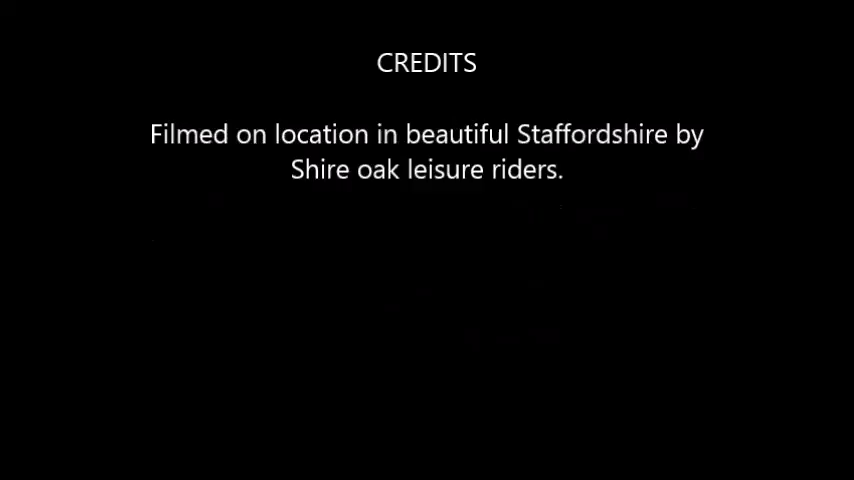 CREDITS
Filmed on location in beautiful Staffordshire by
Shire oak leisure riders.